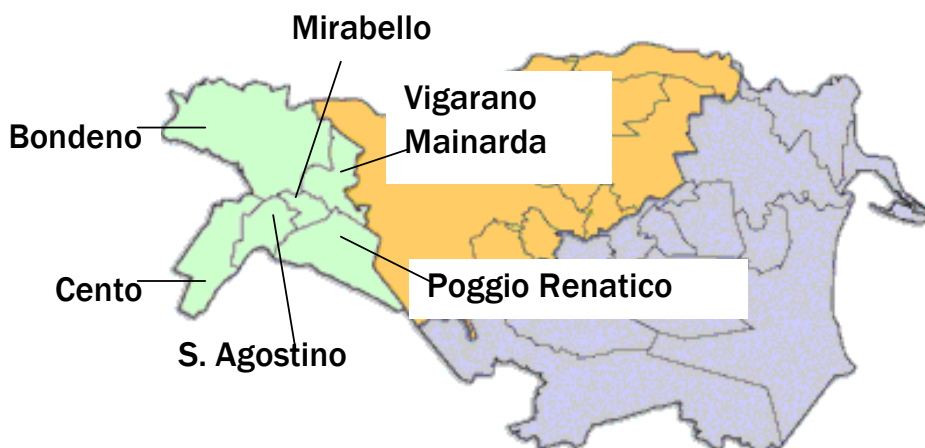 Mirabello
Vigarano
Mainarda
Bondeno
Cento
Poggio Renatico
S. Agostino